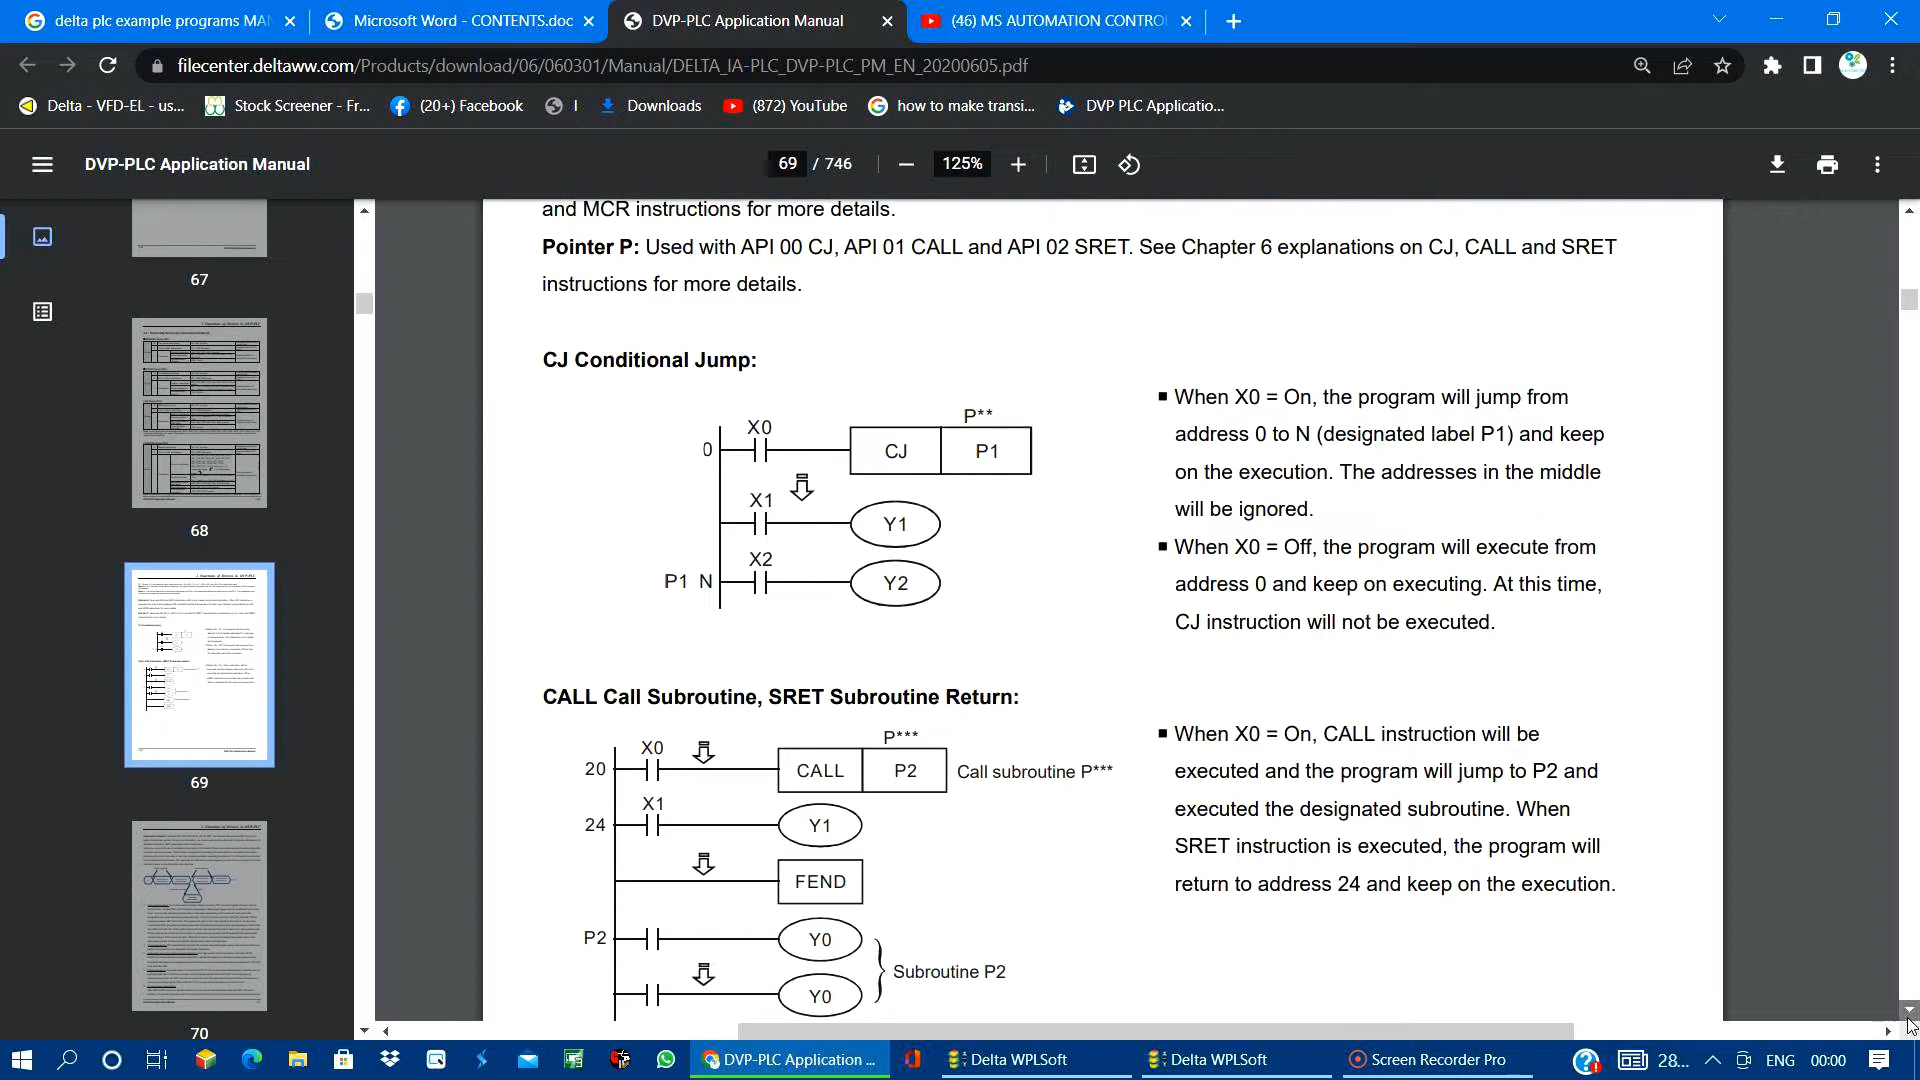 delta plc example programs MAN
Microsoft Word - CONTENTS.doc
DVP-PLC Application Manual
(46) MS AUTOMATION CONTRO
filecenter.deltaww.com/Products/download/06/060301/Manual/DELTA_IA-PLC_DVP-PLC_PM_EN_20200605.pdf
Delta - VFD-EL - us...
Stock Screener - Fr...
(20+) Facebook
I
Downloads
(872) YouTube
how to make transi...
DVP PLC Applicatio...
DVP-PLC Application Manual
69 / 746
125%
67
68
69
70
and MCR instructions for more details.
Pointer P: Used with API 00 CJ, API 01 CALL and API 02 SRET. See Chapter 6 explanations on CJ, CALL and SRET
instructions for more details.
CJ Conditional Jump:
P**
X0
0
CJ
P1
X1
Y1
X2
P1 N
Y2
When X0 = On, the program will jump from
address 0 to N (designated label P1) and keep
on the execution. The addresses in the middle
will be ignored.
When X0 = Off, the program will execute from
address 0 and keep on executing. At this time,
CJ instruction will not be executed.
CALL Call Subroutine, SRET Subroutine Return:
P***
X0
20
CALL
P2
Call subroutine P***
X1
24
Y1
FEND
P2
Y0
Subroutine P2
Y0
When X0 = On, CALL instruction will be
executed and the program will jump to P2 and
executed the designated subroutine. When
SRET instruction is executed, the program will
return to address 24 and keep on the execution.
DVP-PLC Application ...
Delta WPLSoft
Delta WPLSoft
Screen Recorder Pro
28...
ENG
00:00